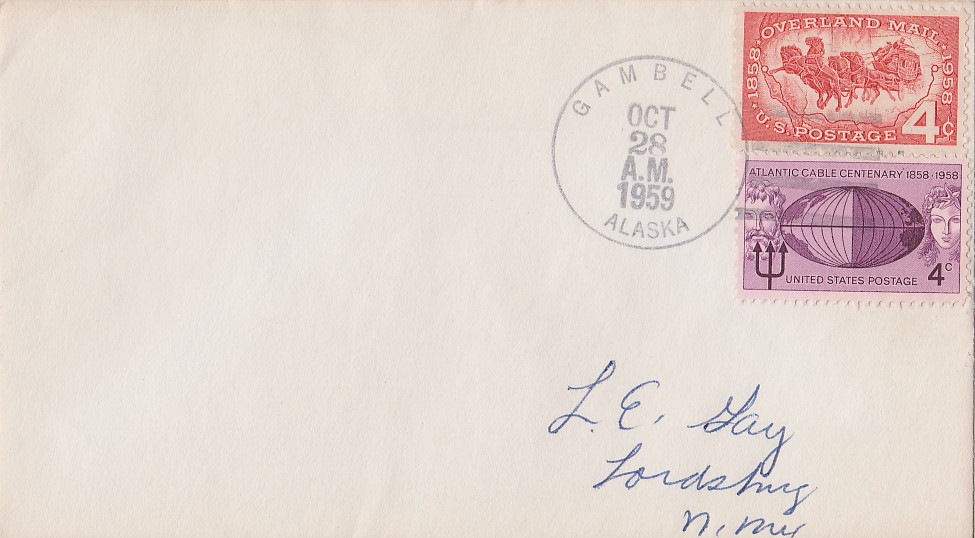 1858 · OVERLAND MAIL · 1958
U.S. POSTAGE
4¢
GAMBELL
OCT
28
A.M.
1959
ALASKA
ATLANTIC CABLE CENTENARY 1858·1958
UNITED STATES POSTAGE 4c
L. E. Gay
Lordsburg
N. Mex